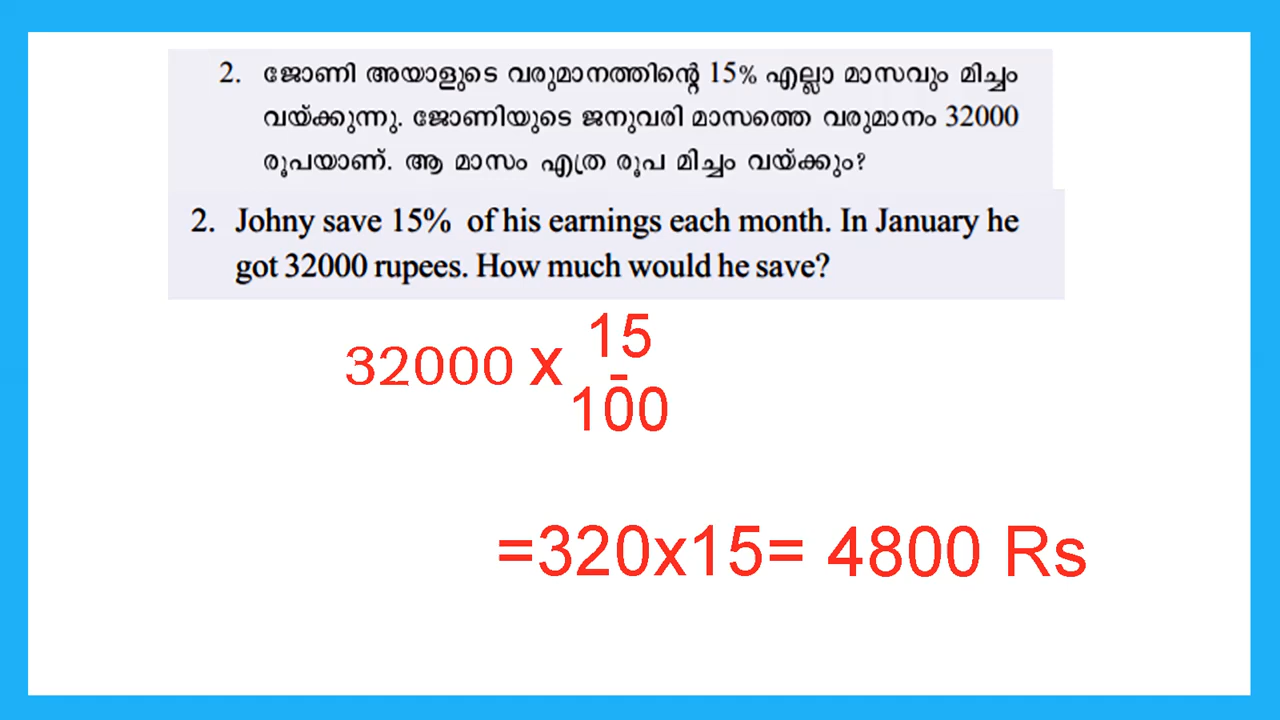 2. ജോണി അയാളുടെ വരുമാനത്തിന്റെ 15% എല്ലാ മാസവും മിച്ചം
വയ്ക്കുന്നു. ജോണിയുടെ ജനുവരി മാസത്തെ വരുമാനം 32000
രൂപയാണ്. ആ മാസം എത്ര രൂപ മിച്ചം വയ്ക്കും?
2. Johny save 15% of his earnings each month. In January he
got 32000 rupees. How much would he save?
15
32000 x -
100
=320x15= 4800 Rs